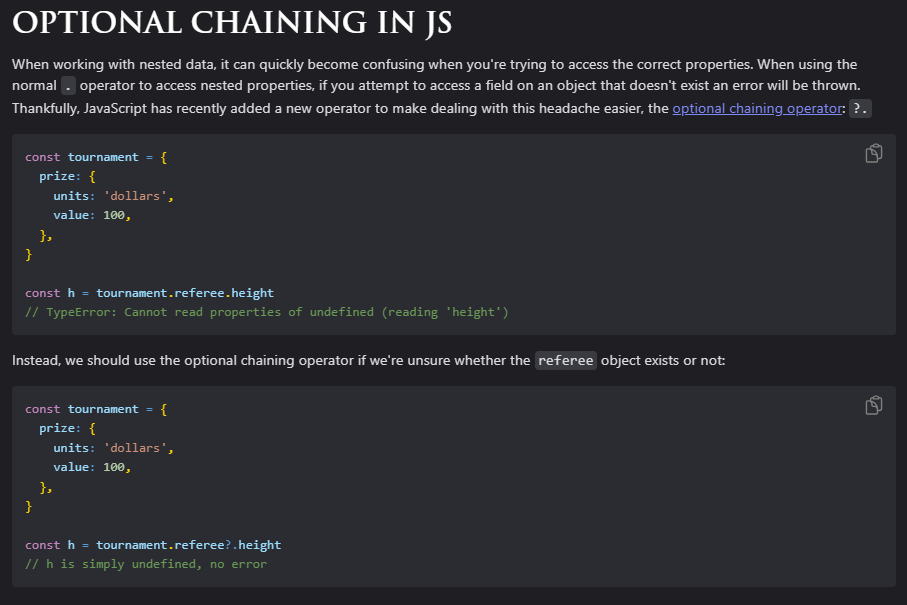 OPTIONAL CHAINING IN JS
When working with nested data, it can quickly become confusing when you're trying to access the correct properties. When using the
normal . operator to access nested properties, if you attempt to access a field on an object that doesn't exist an error will be thrown.
Thankfully, JavaScript has recently added a new operator to make dealing with this headache easier, the optional chaining operator: ?.
const tournament = {
  prize: {
    units: 'dollars',
    value: 100,
  },
}
const h = tournament.referee.height
// TypeError: Cannot read properties of undefined (reading 'height')
Instead, we should use the optional chaining operator if we're unsure whether the referee object exists or not:
const tournament = {
  prize: {
    units: 'dollars',
    value: 100,
  },
}
const h = tournament.referee?.height
// h is simply undefined, no error